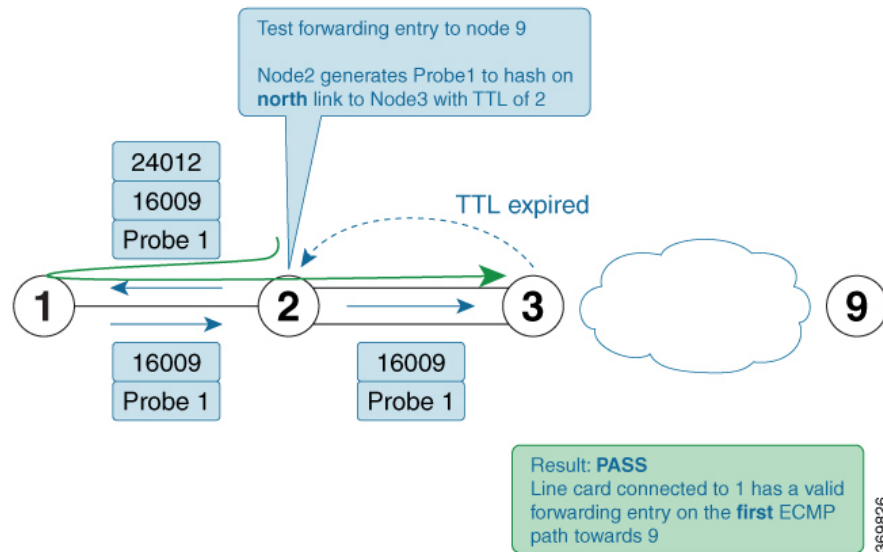 Test forwarding entry to node 9
Node2 generates Probe1 to hash on
north link to Node3 with TTL of 2
24012
16009
Probe 1
TTL expired
1
2
3
9
16009
Probe 1
16009
Probe 1
Result: PASS
Line card connected to 1 has a valid
forwarding entry on the first ECMP
path towards 9
369826